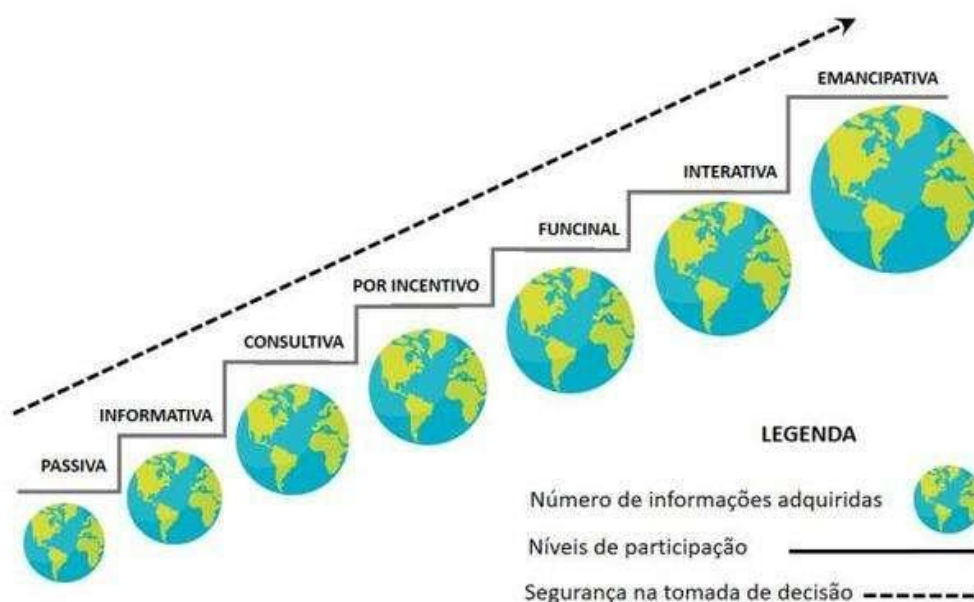 EMANCIPATIVA
INTERATIVA
FUNCINAL
POR INCENTIVO
CONSULTIVA
INFORMATIVA
PASSIVA
LEGENDA
Número de informações adquiridas
Níveis de participação
Segurança na tomada de decisão